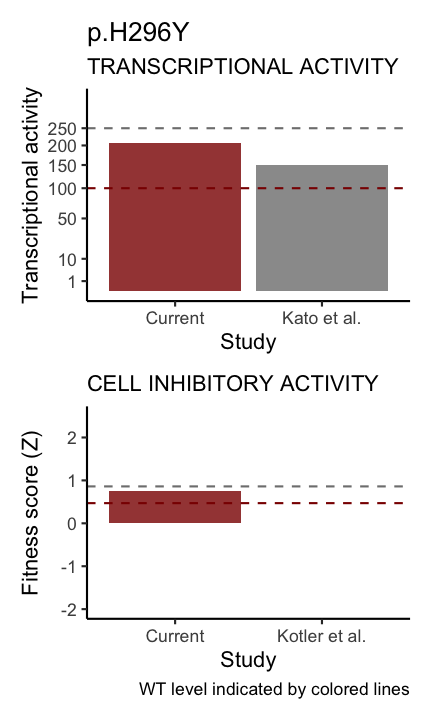 p.H296Y
TRANSCRIPTIONAL ACTIVITY
Transcriptional activity
250
200
150
100
50
10
1
Current
Kato et al.
Study
CELL INHIBITORY ACTIVITY
Fitness score (Z)
2
1
0
-1
-2
Current
Kotler et al.
Study
WT level indicated by colored lines